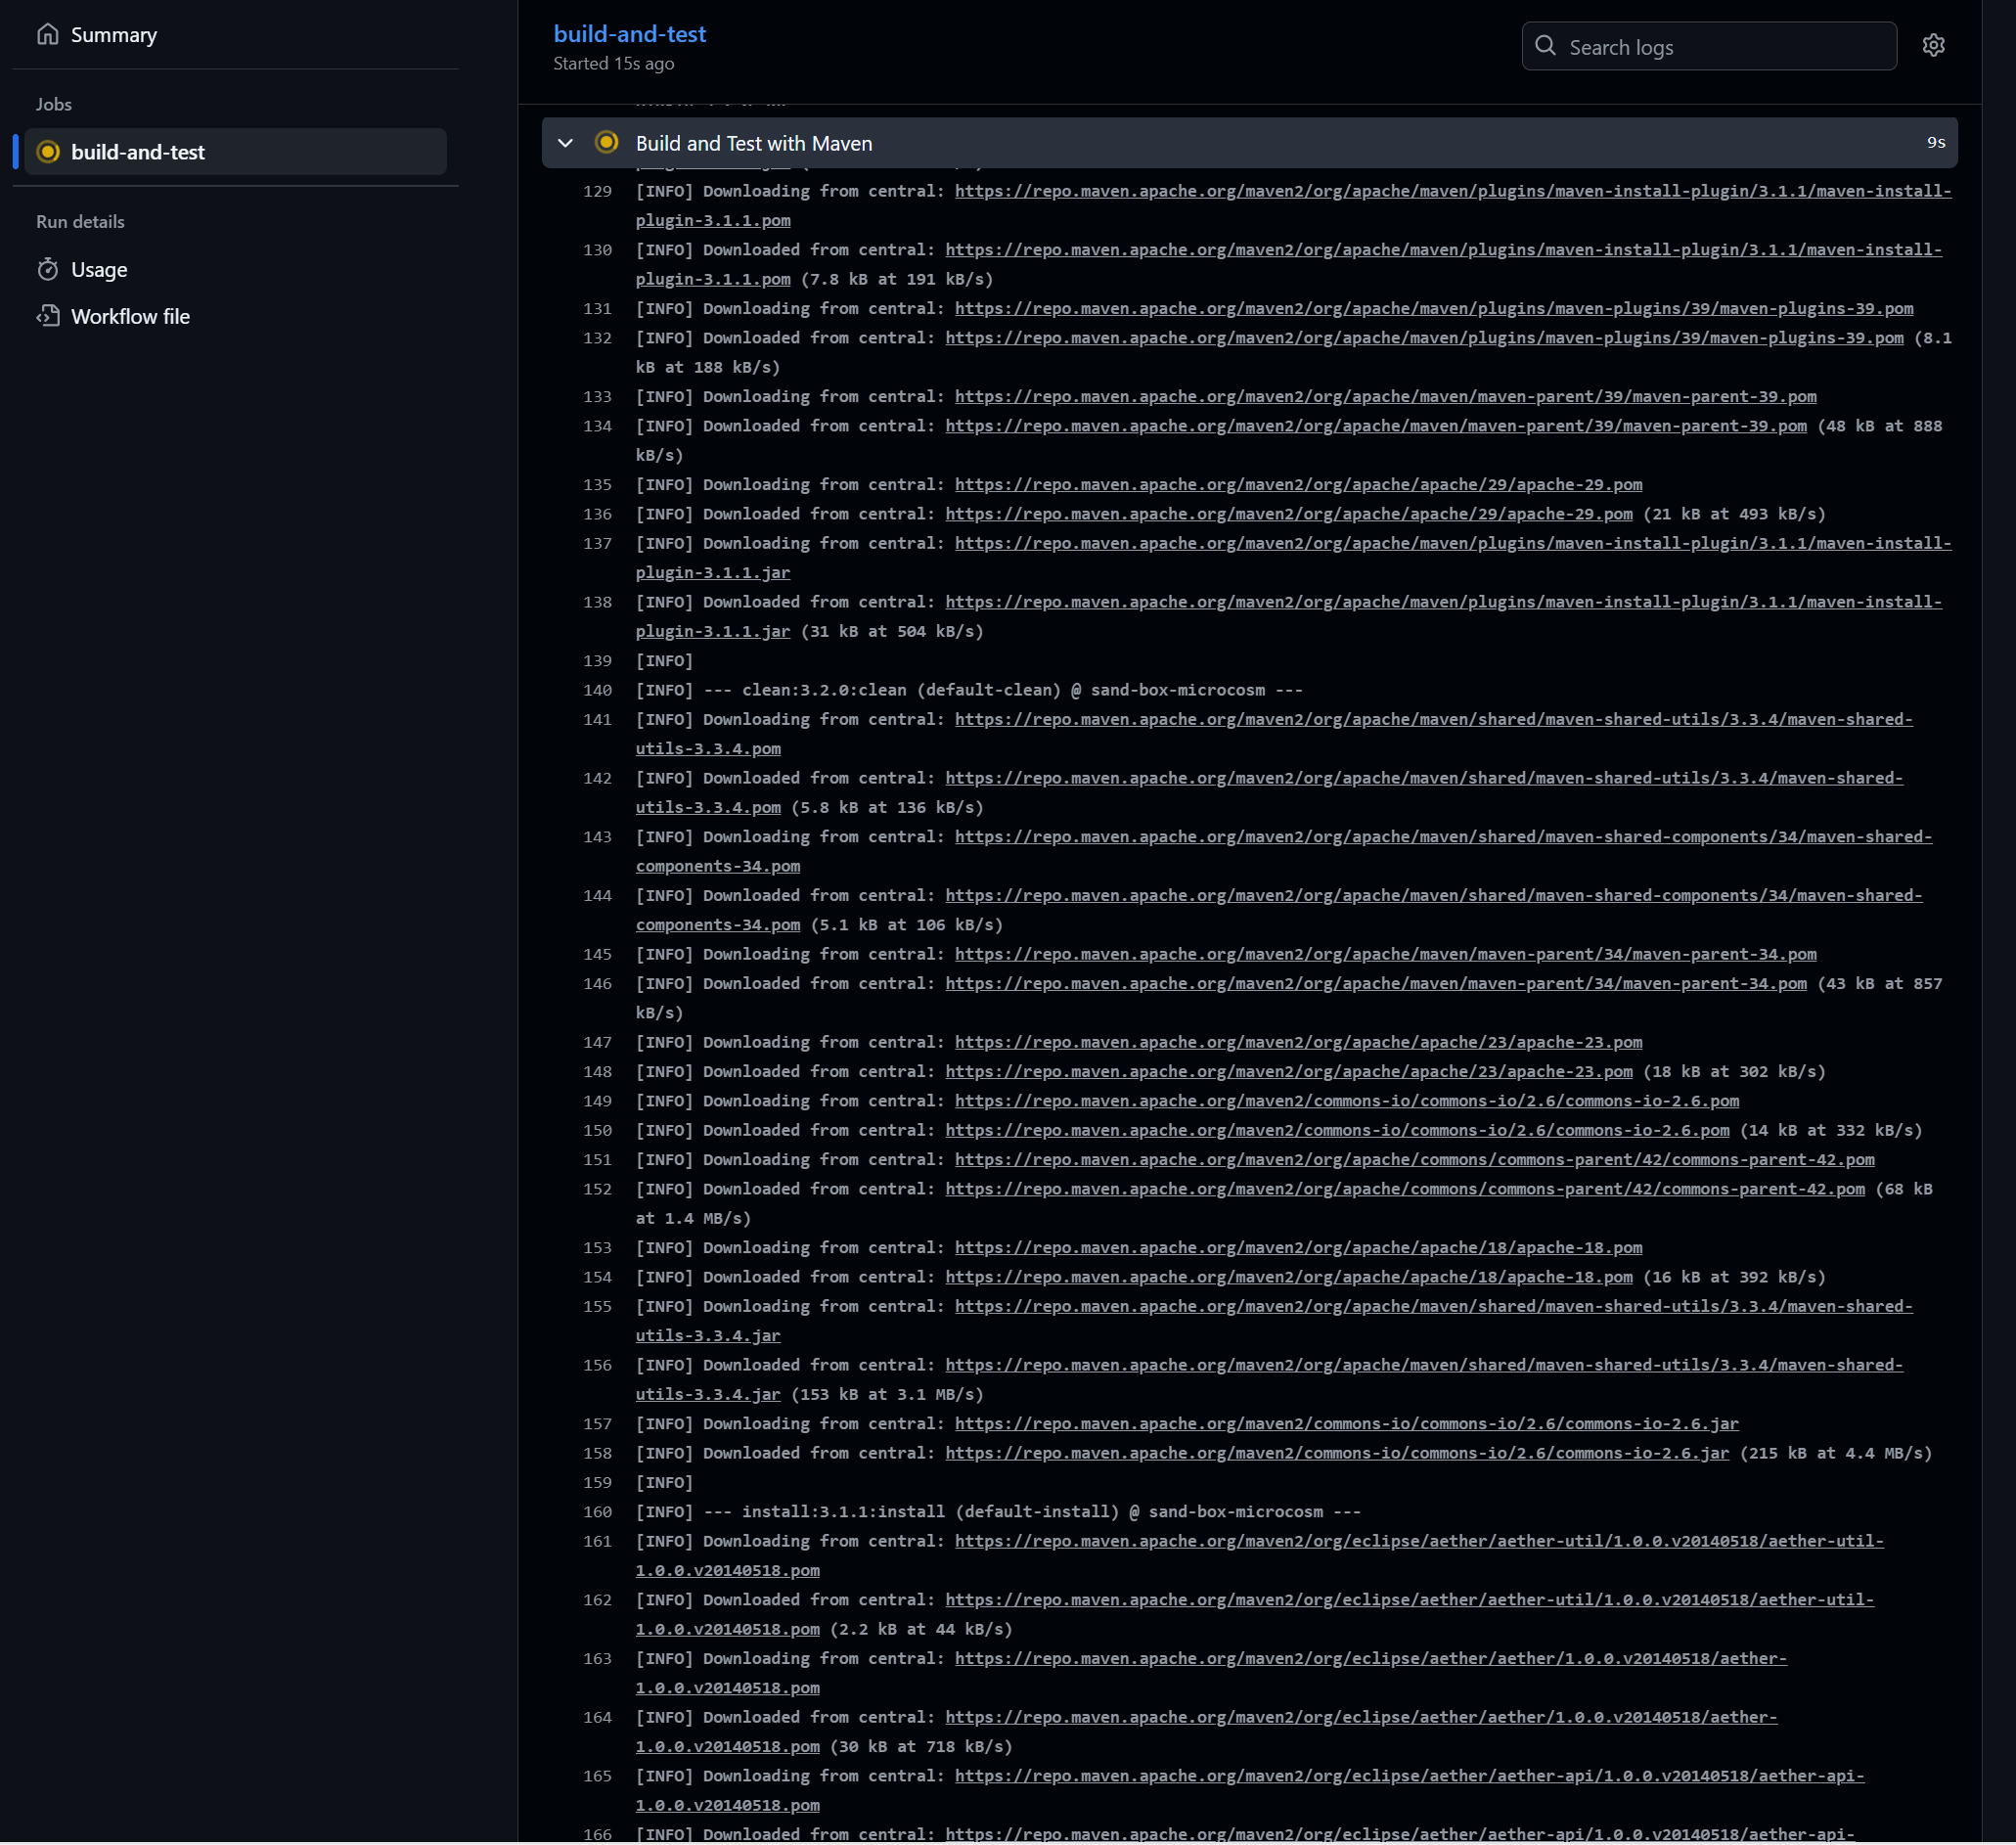 Summary
Jobs
build-and-test
Run details
Usage
Workflow file
build-and-test
Started 15s ago
Search logs
Build and Test with Maven
9s
129 [INFO] Downloading from central: https://repo.maven.apache.org/maven2/org/apache/maven/plugins/maven-install-plugin/3.1.1/maven-install-
plugin-3.1.1.pom
130 [INFO] Downloaded from central: https://repo.maven.apache.org/maven2/org/apache/maven/plugins/maven-install-plugin/3.1.1/maven-install-
plugin-3.1.1.pom (7.8 kB at 191 kB/s)
131 [INFO] Downloading from central: https://repo.maven.apache.org/maven2/org/apache/maven/plugins/maven-plugins/39/maven-plugins-39.pom
132 [INFO] Downloaded from central: https://repo.maven.apache.org/maven2/org/apache/maven/plugins/maven-plugins/39/maven-plugins-39.pom (8.1
kB at 188 kB/s)
133 [INFO] Downloading from central: https://repo.maven.apache.org/maven2/org/apache/maven/maven-parent/39/maven-parent-39.pom
134 [INFO] Downloaded from central: https://repo.maven.apache.org/maven2/org/apache/maven/maven-parent/39/maven-parent-39.pom (48 kB at 888
kB/s)
135 [INFO] Downloading from central: https://repo.maven.apache.org/maven2/org/apache/apache/29/apache-29.pom
136 [INFO] Downloaded from central: https://repo.maven.apache.org/maven2/org/apache/apache/29/apache-29.pom (21 kB at 493 kB/s)
137 [INFO] Downloading from central: https://repo.maven.apache.org/maven2/org/apache/maven/plugins/maven-install-plugin/3.1.1/maven-install-
plugin-3.1.1.jar
138 [INFO] Downloaded from central: https://repo.maven.apache.org/maven2/org/apache/maven/plugins/maven-install-plugin/3.1.1/maven-install-
plugin-3.1.1.jar (31 kB at 504 kB/s)
139 [INFO]
140 [INFO] --- clean:3.2.0:clean (default-clean) @ sand-box-microcosm ---
141 [INFO] Downloading from central: https://repo.maven.apache.org/maven2/org/apache/maven/shared/maven-shared-utils/3.3.4/maven-shared-
utils-3.3.4.pom
142 [INFO] Downloaded from central: https://repo.maven.apache.org/maven2/org/apache/maven/shared/maven-shared-utils/3.3.4/maven-shared-
utils-3.3.4.pom (5.8 kB at 136 kB/s)
143 [INFO] Downloading from central: https://repo.maven.apache.org/maven2/org/apache/maven/shared/maven-shared-components/34/maven-shared-
components-34.pom
144 [INFO] Downloaded from central: https://repo.maven.apache.org/maven2/org/apache/maven/shared/maven-shared-components/34/maven-shared-
components-34.pom (5.1 kB at 106 kB/s)
145 [INFO] Downloading from central: https://repo.maven.apache.org/maven2/org/apache/maven/maven-parent/34/maven-parent-34.pom
146 [INFO] Downloaded from central: https://repo.maven.apache.org/maven2/org/apache/maven/maven-parent/34/maven-parent-34.pom (43 kB at 857
kB/s)
147 [INFO] Downloading from central: https://repo.maven.apache.org/maven2/org/apache/apache/23/apache-23.pom
148 [INFO] Downloaded from central: https://repo.maven.apache.org/maven2/org/apache/apache/23/apache-23.pom (18 kB at 302 kB/s)
149 [INFO] Downloading from central: https://repo.maven.apache.org/maven2/commons-io/commons-io/2.6/commons-io-2.6.pom
150 [INFO] Downloaded from central: https://repo.maven.apache.org/maven2/commons-io/commons-io/2.6/commons-io-2.6.pom (14 kB at 332 kB/s)
151 [INFO] Downloading from central: https://repo.maven.apache.org/maven2/org/apache/commons/commons-parent/42/commons-parent-42.pom
152 [INFO] Downloaded from central: https://repo.maven.apache.org/maven2/org/apache/commons/commons-parent/42/commons-parent-42.pom (68 kB
at 1.4 MB/s)
153 [INFO] Downloading from central: https://repo.maven.apache.org/maven2/org/apache/apache/18/apache-18.pom
154 [INFO] Downloaded from central: https://repo.maven.apache.org/maven2/org/apache/apache/18/apache-18.pom (16 kB at 392 kB/s)
155 [INFO] Downloading from central: https://repo.maven.apache.org/maven2/org/apache/maven/shared/maven-shared-utils/3.3.4/maven-shared-
utils-3.3.4.jar
156 [INFO] Downloaded from central: https://repo.maven.apache.org/maven2/org/apache/maven/shared/maven-shared-utils/3.3.4/maven-shared-
utils-3.3.4.jar (153 kB at 3.1 MB/s)
157 [INFO] Downloading from central: https://repo.maven.apache.org/maven2/commons-io/commons-io/2.6/commons-io-2.6.jar
158 [INFO] Downloaded from central: https://repo.maven.apache.org/maven2/commons-io/commons-io/2.6/commons-io-2.6.jar (215 kB at 4.4 MB/s)
159 [INFO]
160 [INFO] --- install:3.1.1:install (default-install) @ sand-box-microcosm ---
161 [INFO] Downloading from central: https://repo.maven.apache.org/maven2/org/eclipse/aether/aether-util/1.0.0.v20140518/aether-util-
1.0.0.v20140518.pom
162 [INFO] Downloaded from central: https://repo.maven.apache.org/maven2/org/eclipse/aether/aether-util/1.0.0.v20140518/aether-util-
1.0.0.v20140518.pom (2.2 kB at 44 kB/s)
163 [INFO] Downloading from central: https://repo.maven.apache.org/maven2/org/eclipse/aether/aether/1.0.0.v20140518/aether-
1.0.0.v20140518.pom
164 [INFO] Downloaded from central: https://repo.maven.apache.org/maven2/org/eclipse/aether/aether/1.0.0.v20140518/aether-
1.0.0.v20140518.pom (30 kB at 718 kB/s)
165 [INFO] Downloading from central: https://repo.maven.apache.org/maven2/org/eclipse/aether/aether-api/1.0.0.v20140518/aether-api-
1.0.0.v20140518.pom
166 [INFO] Downloaded from central: https://repo.maven.apache.org/maven2/org/eclipse/aether/aether-api/1.0.0.v20140518/aether-api-